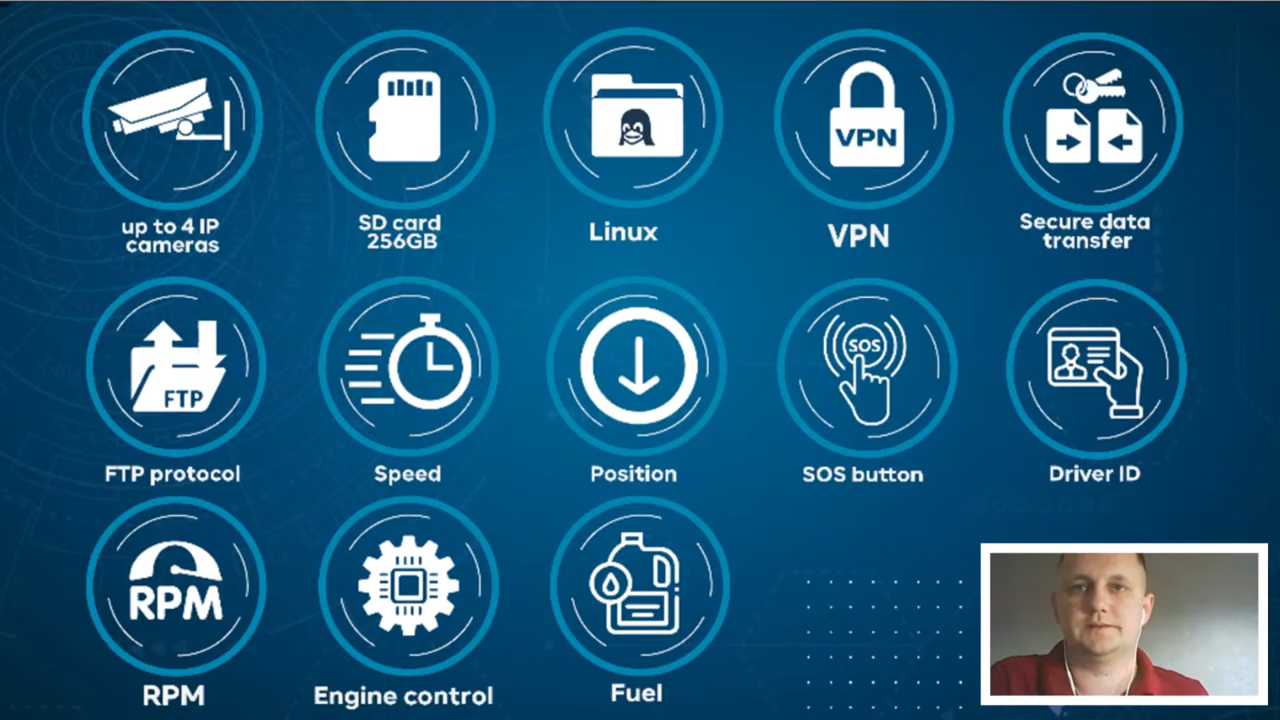 up to 4 IP
cameras
SD card
256GB
Linux
VPN
VPN
Secure data
transfer
FTP
FTP protocol
Speed
Position
SOS
SOS button
Driver ID
RPM
RPM
Engine control
Fuel